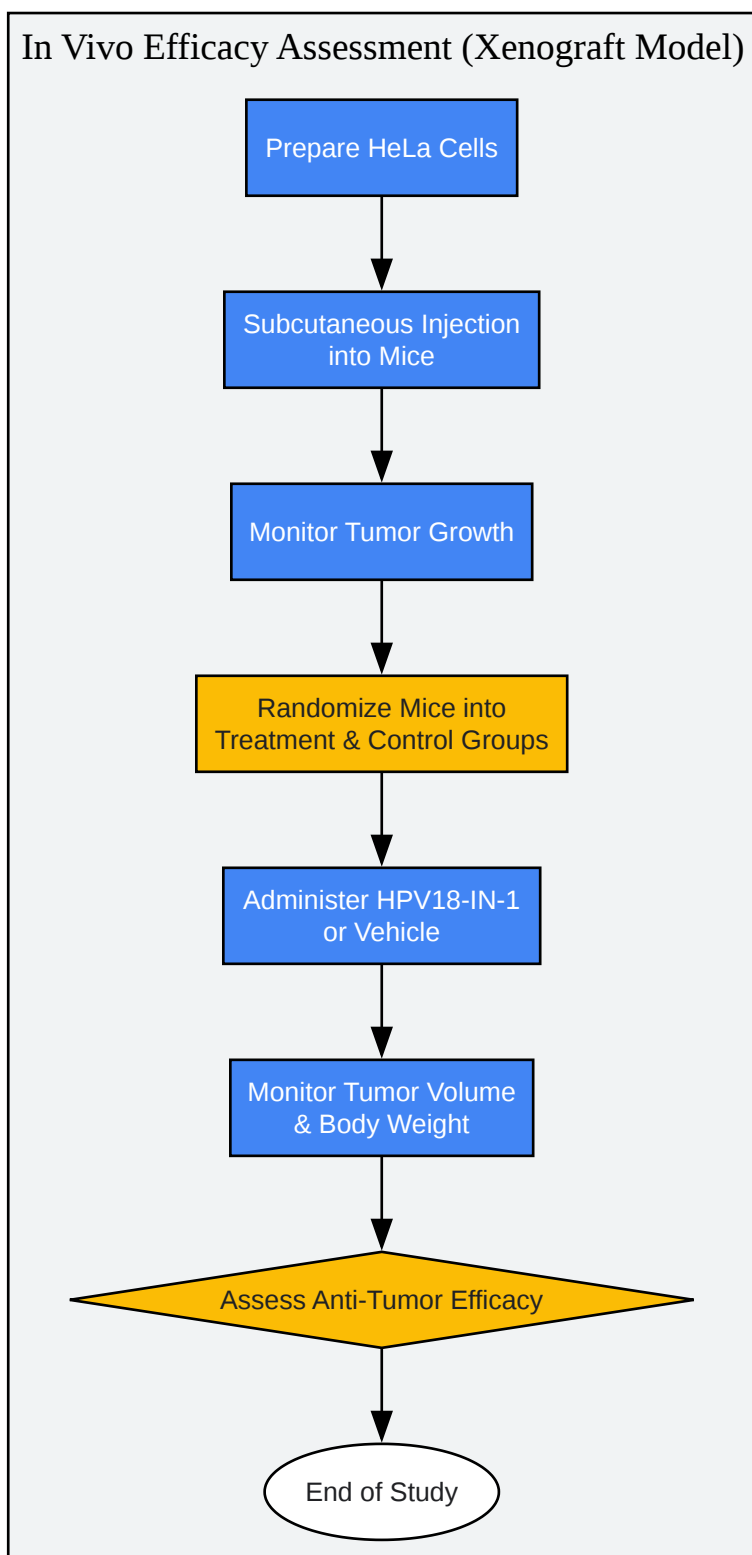 In Vivo Efficacy Assessment (Xenograft Model)
Prepare HeLa Cells
Subcutaneous Injection
into Mice
Monitor Tumor Growth
Randomize Mice into
Treatment & Control Groups
Administer HPV18-IN-1
or Vehicle
Monitor Tumor Volume
& Body Weight
Assess Anti-Tumor Efficacy
End of Study